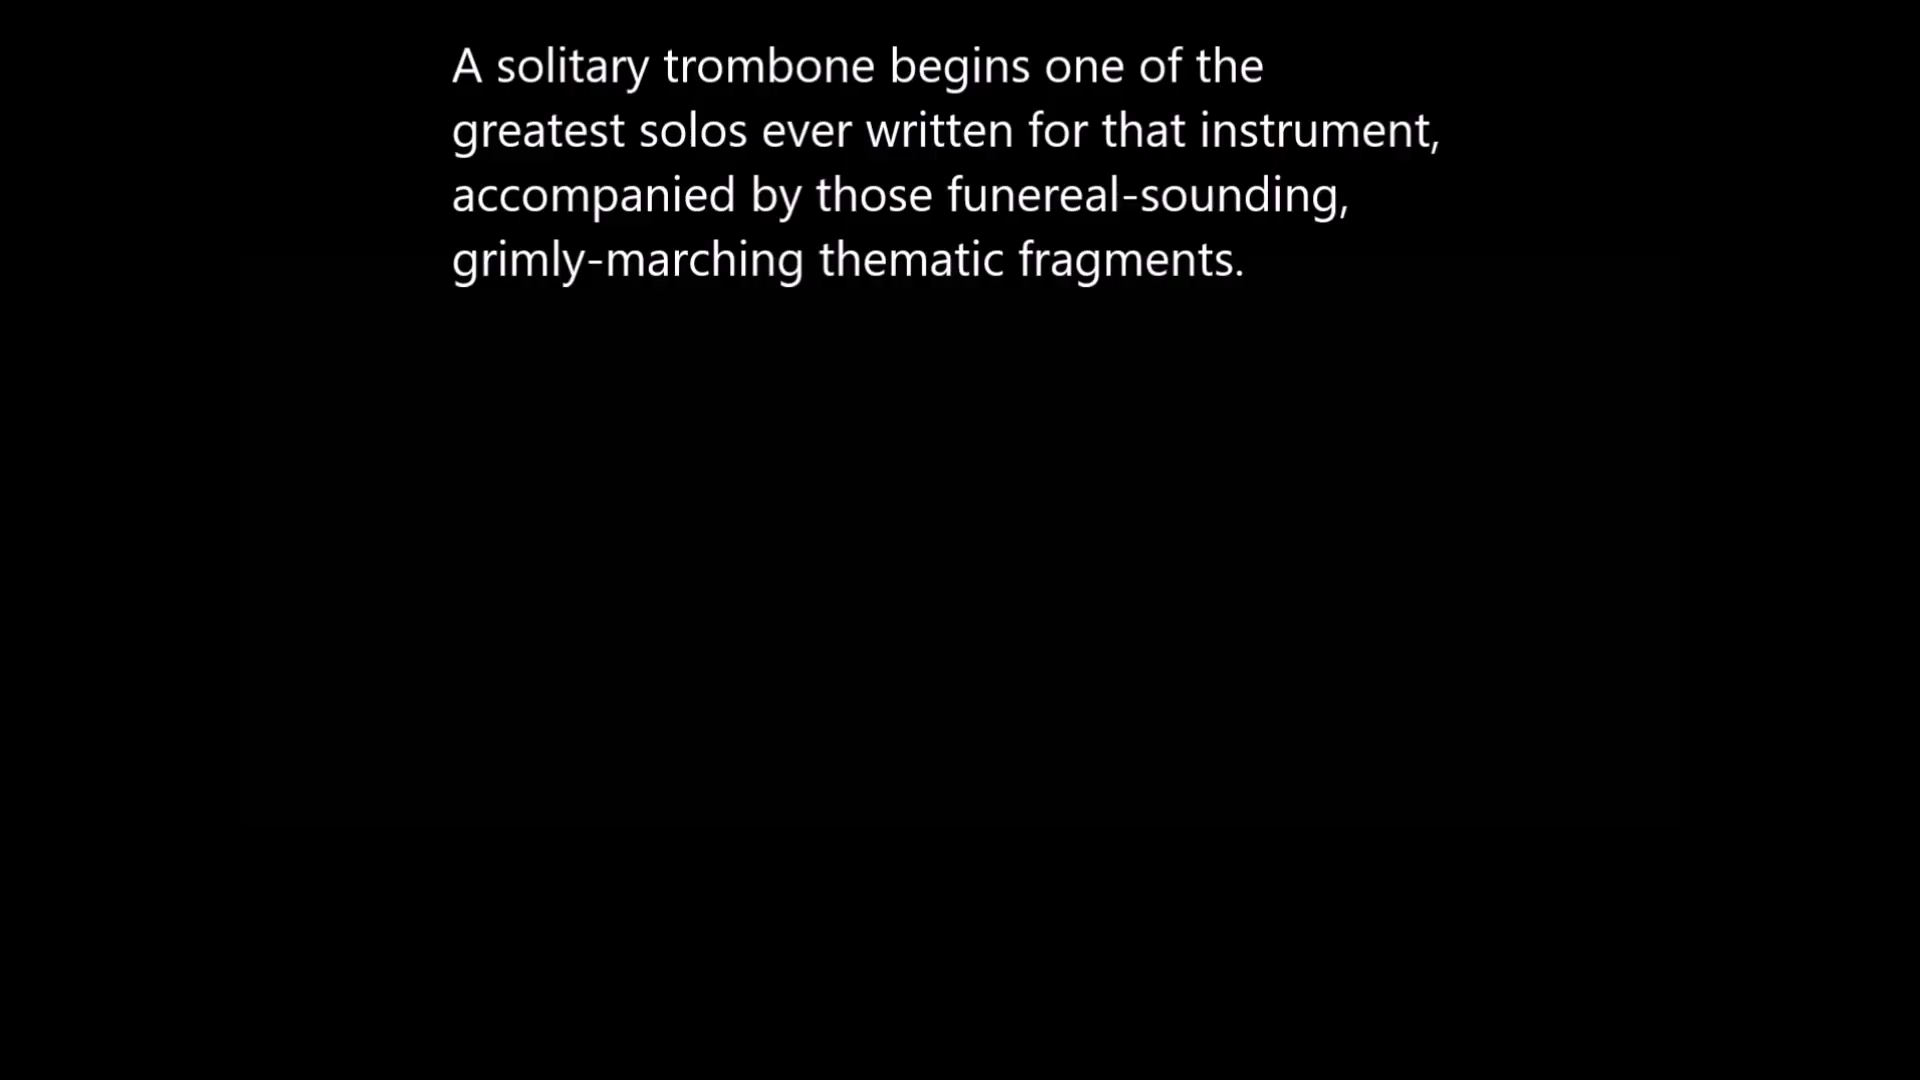 A solitary trombone begins one of the
greatest solos ever written for that instrument,
accompanied by those funereal-sounding,
grimly-marching thematic fragments.